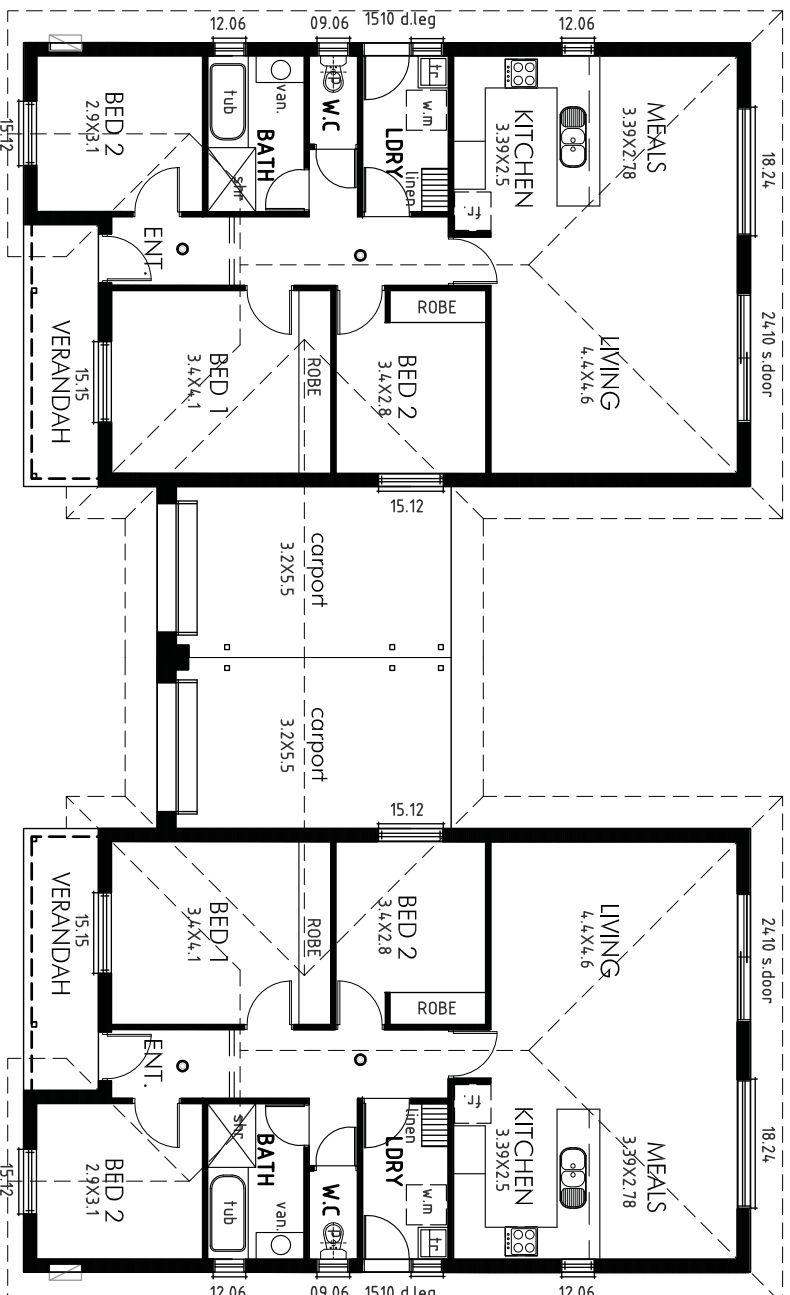 12.06
09.06
1510 d.leg
12.06
BED 2
2.9X3.1
15.12
tub
van.
BATH
shr
W.C
LDRY
tr
w.m
linen
KITCHEN
3.39X2.5
fr.
MEALS
3.39X2.78
18.24
ENT.
VERANDAH
15.15
BED 1
3.4X4.1
ROBE
ROBE
BED 2
3.4X2.8
LIVING
4.4X4.6
2410 s.door
15.12
carport
3.2X5.5
carport
3.2X5.5
15.12
VERANDAH
15.15
BED 1
3.4X4.1
ROBE
BED 2
3.4X2.8
ROBE
LIVING
4.4X4.6
2410 s.door
ENT.
BED 2
2.9X3.1
15.12
shr
BATH
tub
van.
W.C
linen
LDRY
w.m
tr
fr.
KITCHEN
3.39X2.5
MEALS
3.39X2.78
18.24
12.06
09.06
1510 d.leg
12.06